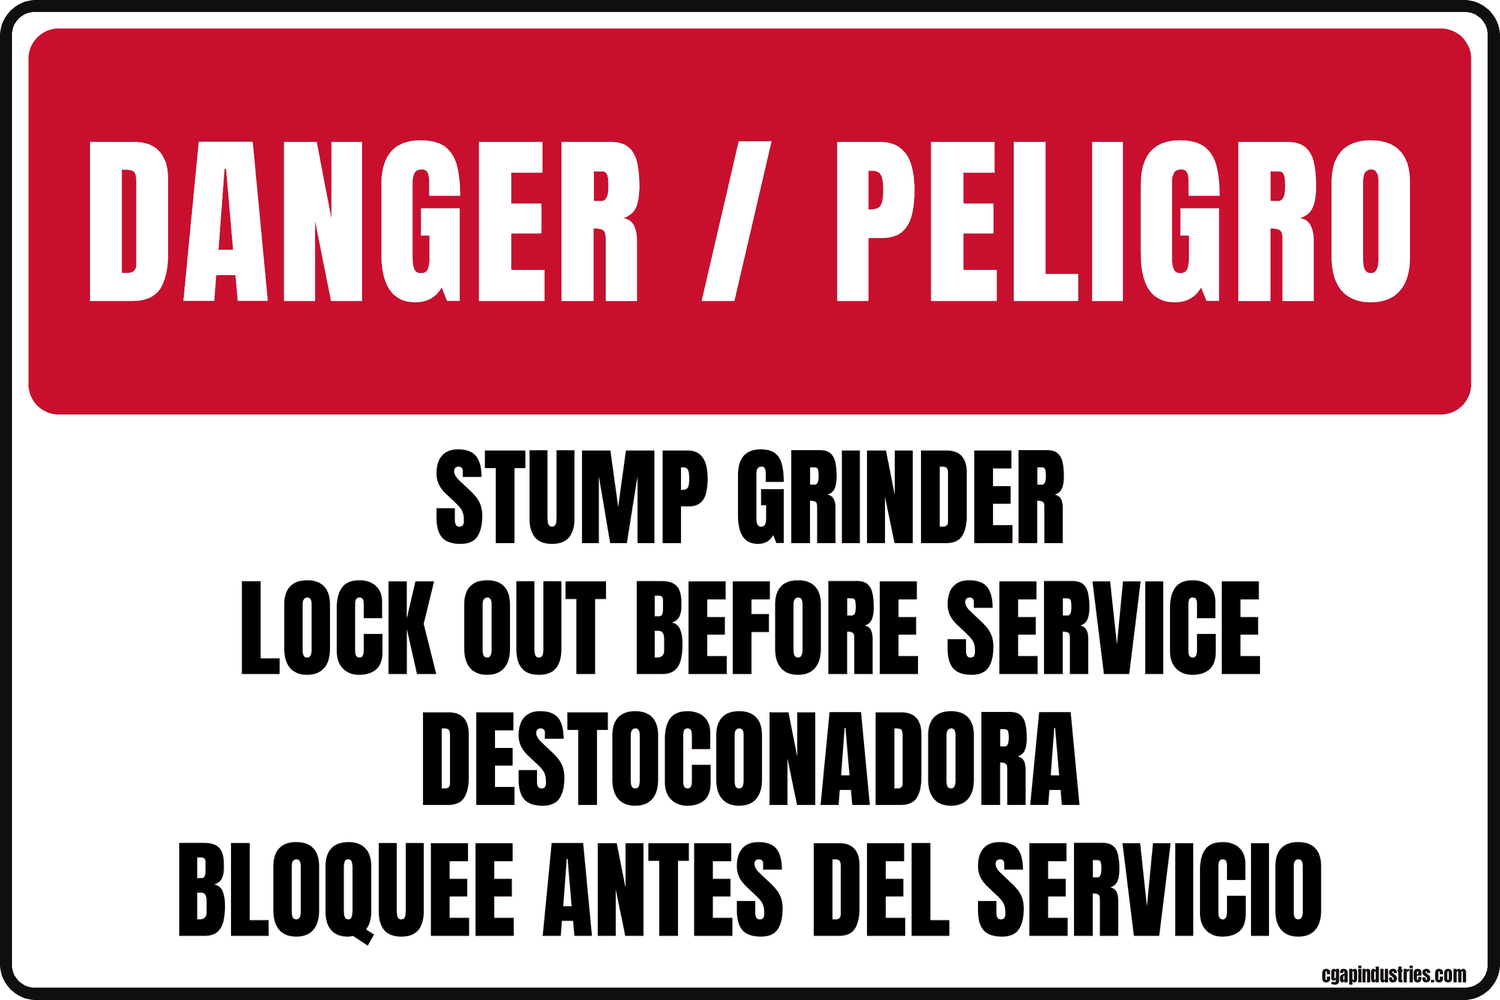 DANGER / PELIGRO
STUMP GRINDER
LOCK OUT BEFORE SERVICE
DESTOCONADORA
BLOQUEE ANTES DEL SERVICIO
cgapindustries.com